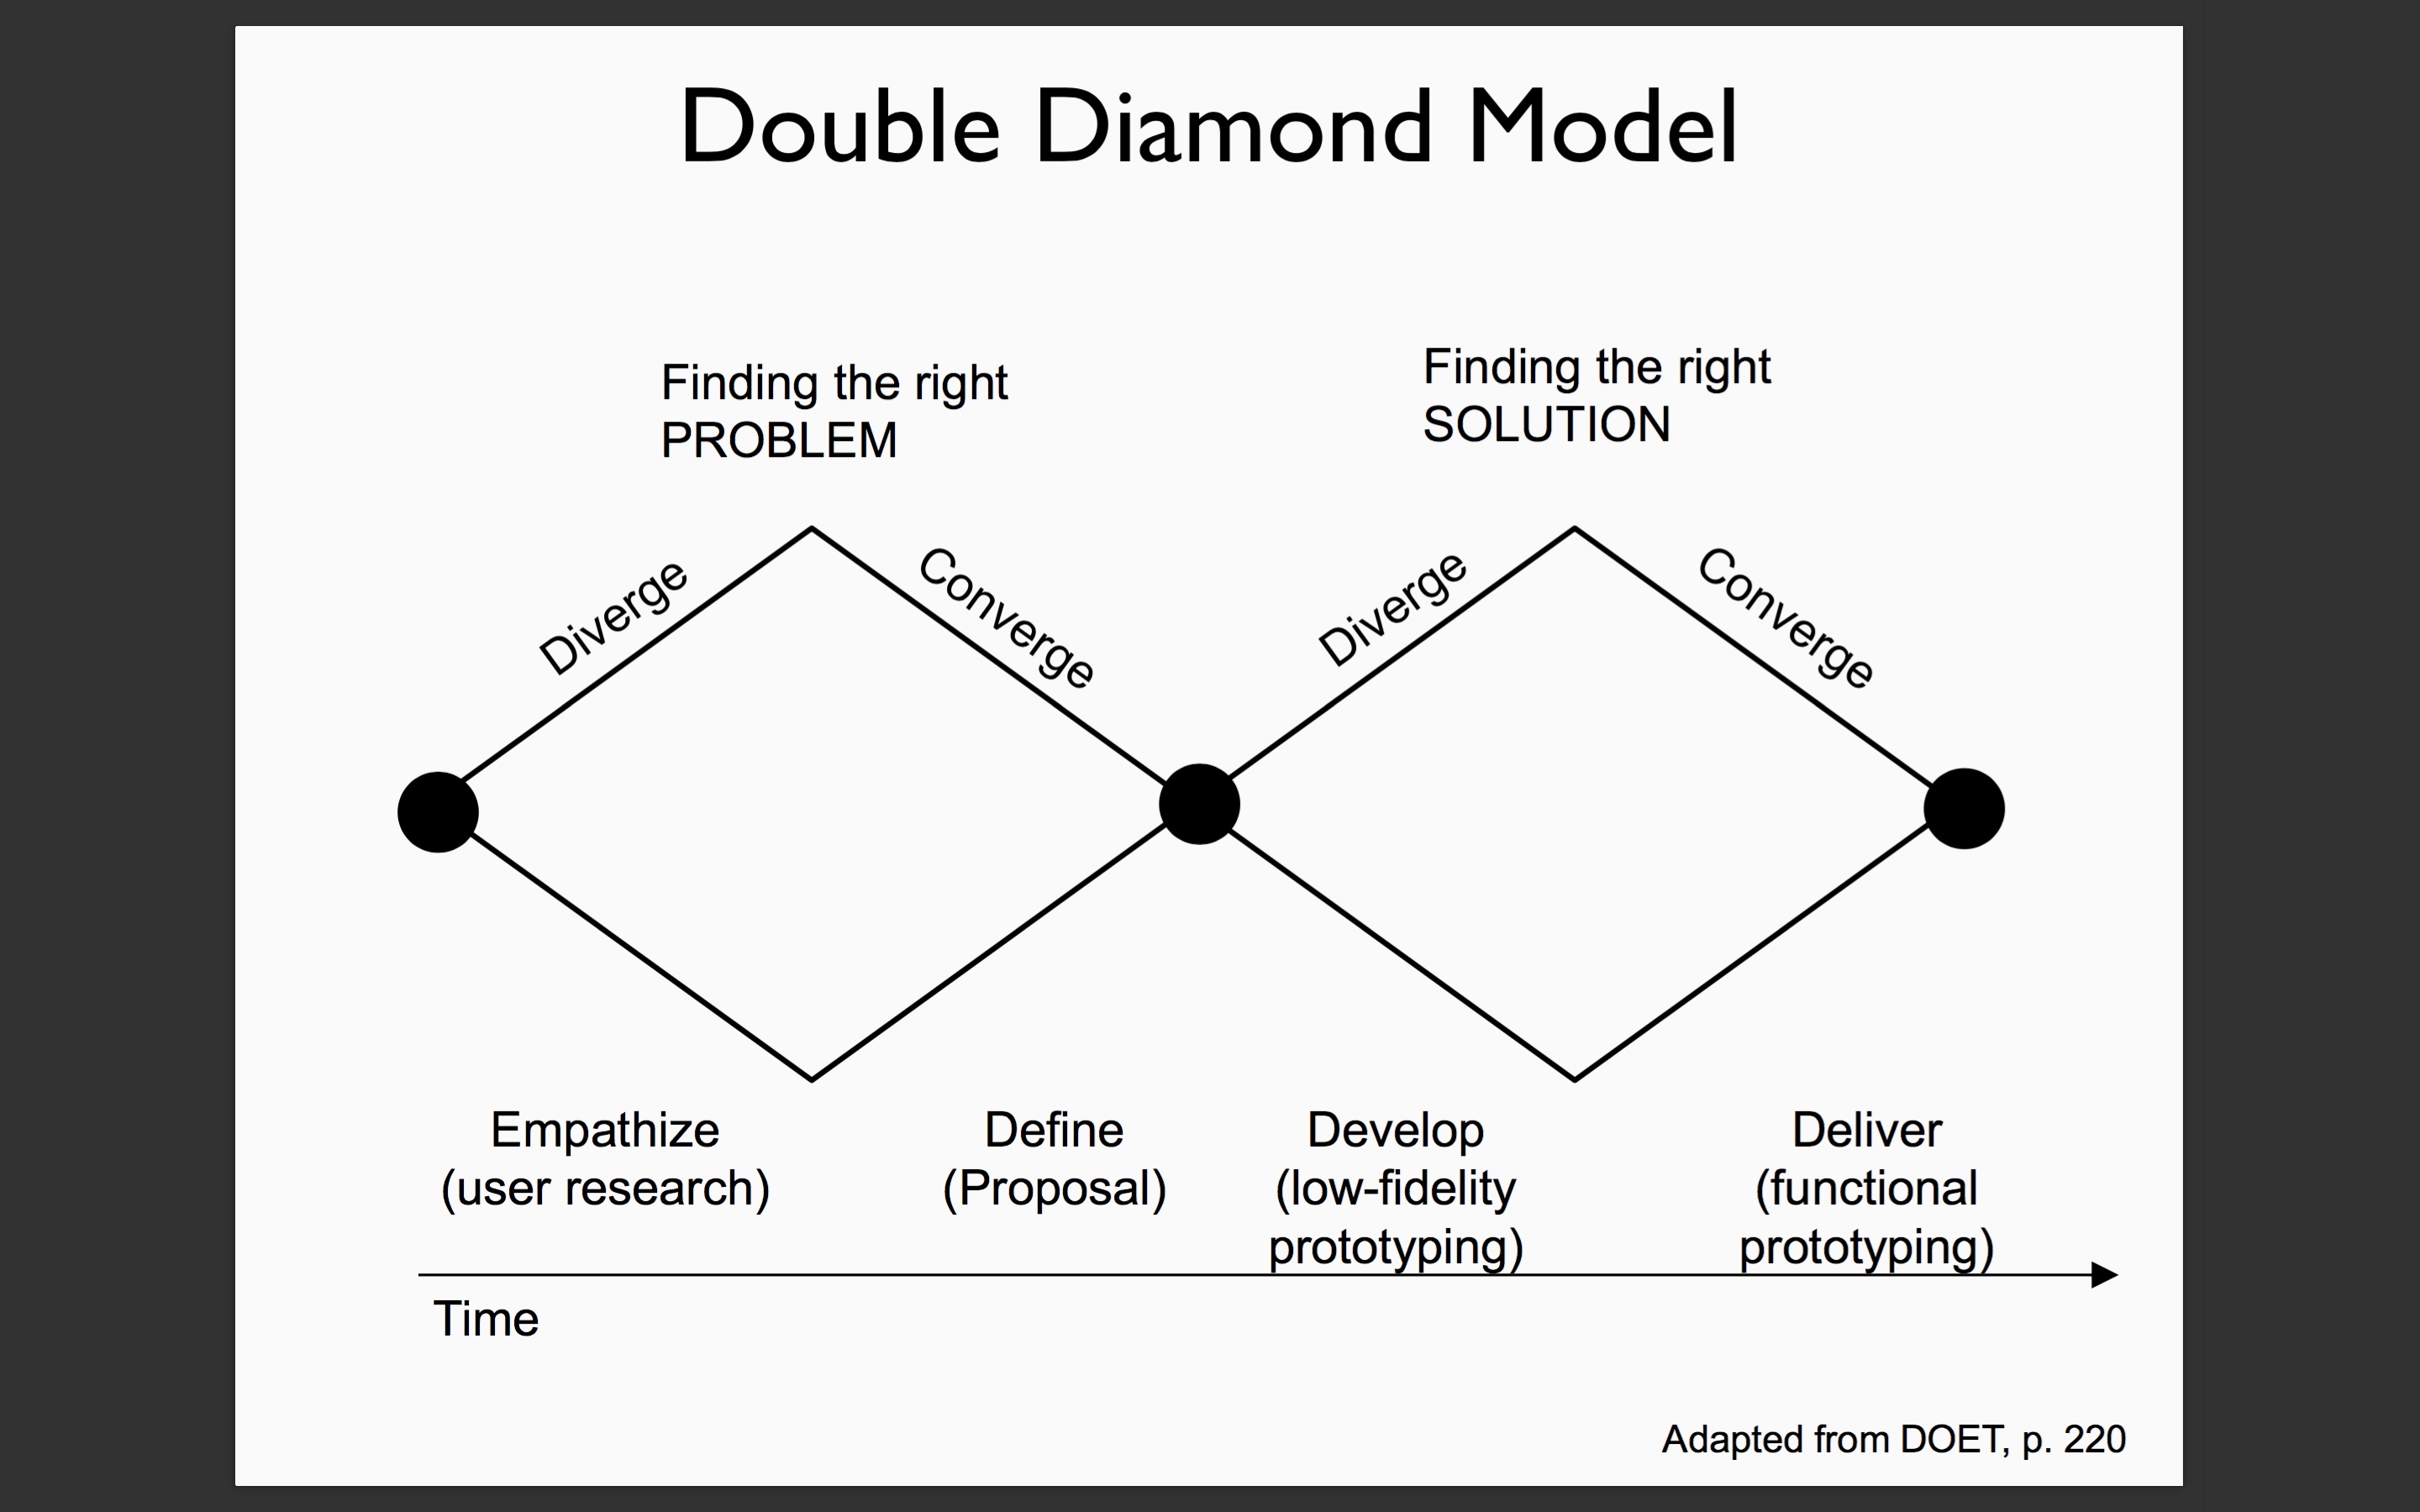 Double Diamond Model
Finding the right
PROBLEM
Finding the right
SOLUTION
Diverge
Converge
Diverge
Converge
Empathize
(user research)
Define
(Proposal)
Develop
(low-fidelity
prototyping)
Deliver
(functional
prototyping)
Time
Adapted from DOET, p. 220